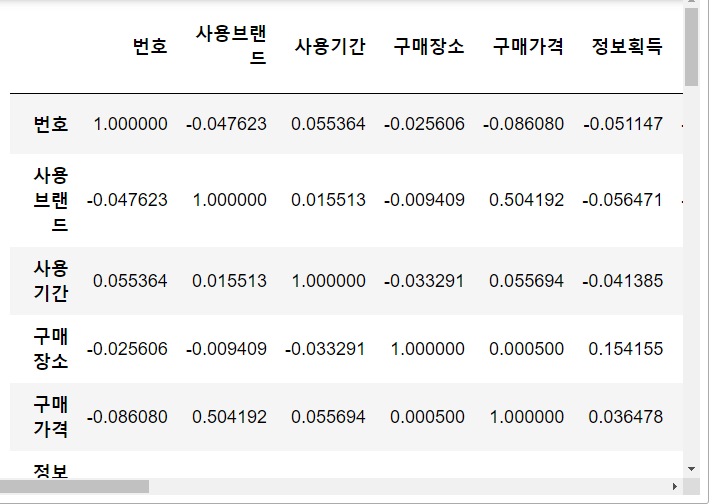 번호 사용브랜드 사용기간 구매장소 구매가격 정보획득
번호 1.000000 -0.047623 0.055364 -0.025606 -0.086080 -0.051147 -
사용브랜드 -0.047623 1.000000 0.015513 -0.009409 0.504192 -0.056471 -
사용기간 0.055364 0.015513 1.000000 -0.033291 0.055694 -0.041385
구매장소 -0.025606 -0.009409 -0.033291 1.000000 0.000500 0.154155
구매가격 -0.086080 0.504192 0.055694 0.000500 1.000000 0.036478
정보